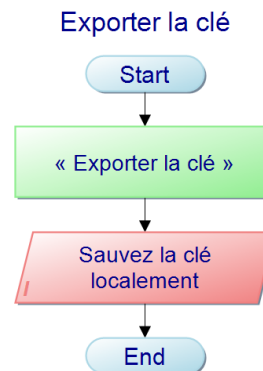 Exporter la clé
Start
« Exporter la clé »
Sauvez la clé
localement
End